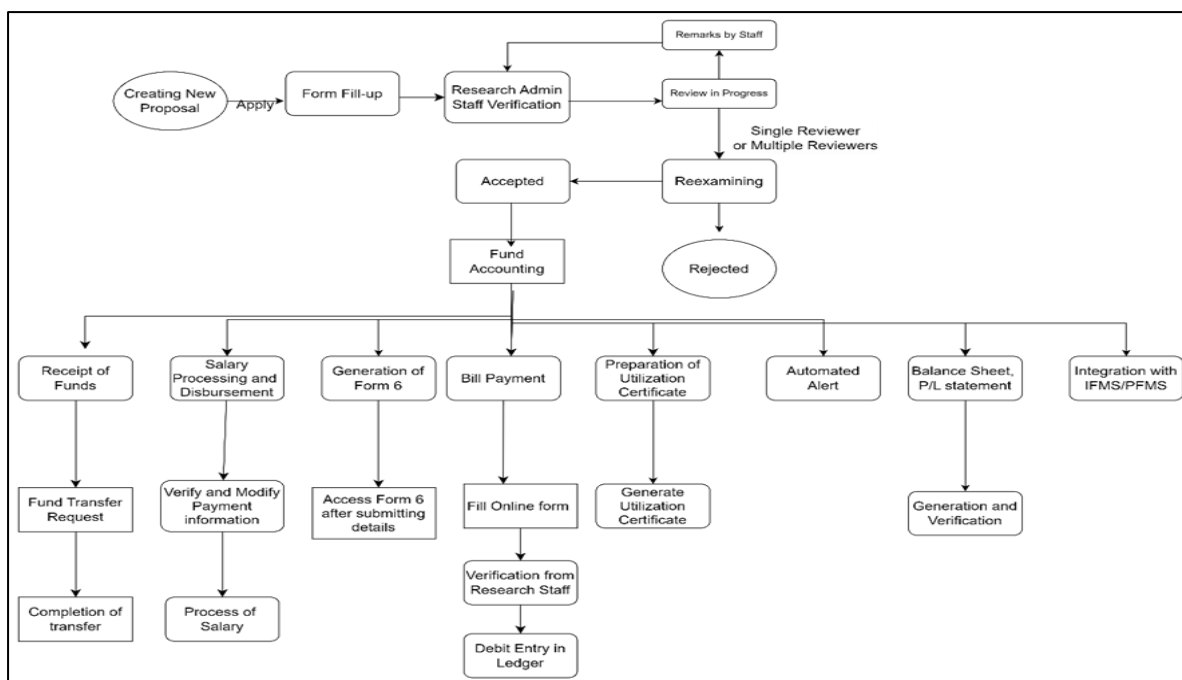 Remarks by Staff
Creating New
Proposal
Apply
Form Fill-up
Research Admin
Staff Verification
Review in Progress
Single Reviewer
or Multiple Reviewers
Accepted
Reexamining
Fund
Accounting
Rejected
Receipt of
Funds
Salary
Processing and
Disbursement
Generation of
Form 6
Bill Payment
Preparation of
Utilization
Certificate
Automated
Alert
Balance Sheet,
P/L statement
Integration with
IFMS/PFMS
Fund Transfer
Request
Verify and Modify
Payment
information
Access Form 6
after submitting
details
Fill Online form
Generate
Utilization
Certificate
Generation and
Verification
Completion of
transfer
Process of
Salary
Verification from
Research Staff
Debit Entry in
Ledger